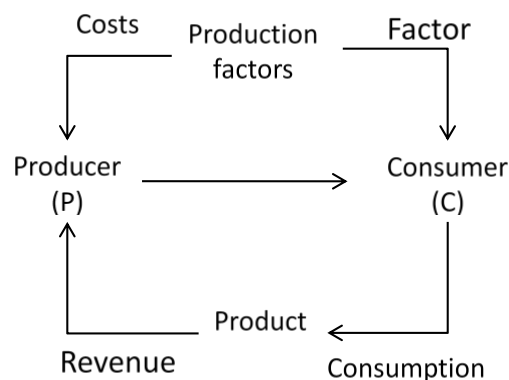 Costs
Production
factors
Factor
Producer
(P)
Consumer
(C)
Product
Revenue
Consumption